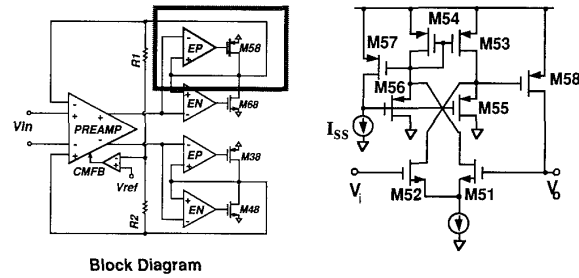 R1
EP
M58
EN
M68
Vin
PREAMP
CMFB
Vref
EP
M38
EN
M48
R2
Block Diagram
M54
M57
M53
M56
M58
M55
ISS
Vi
M52
M51
Vo